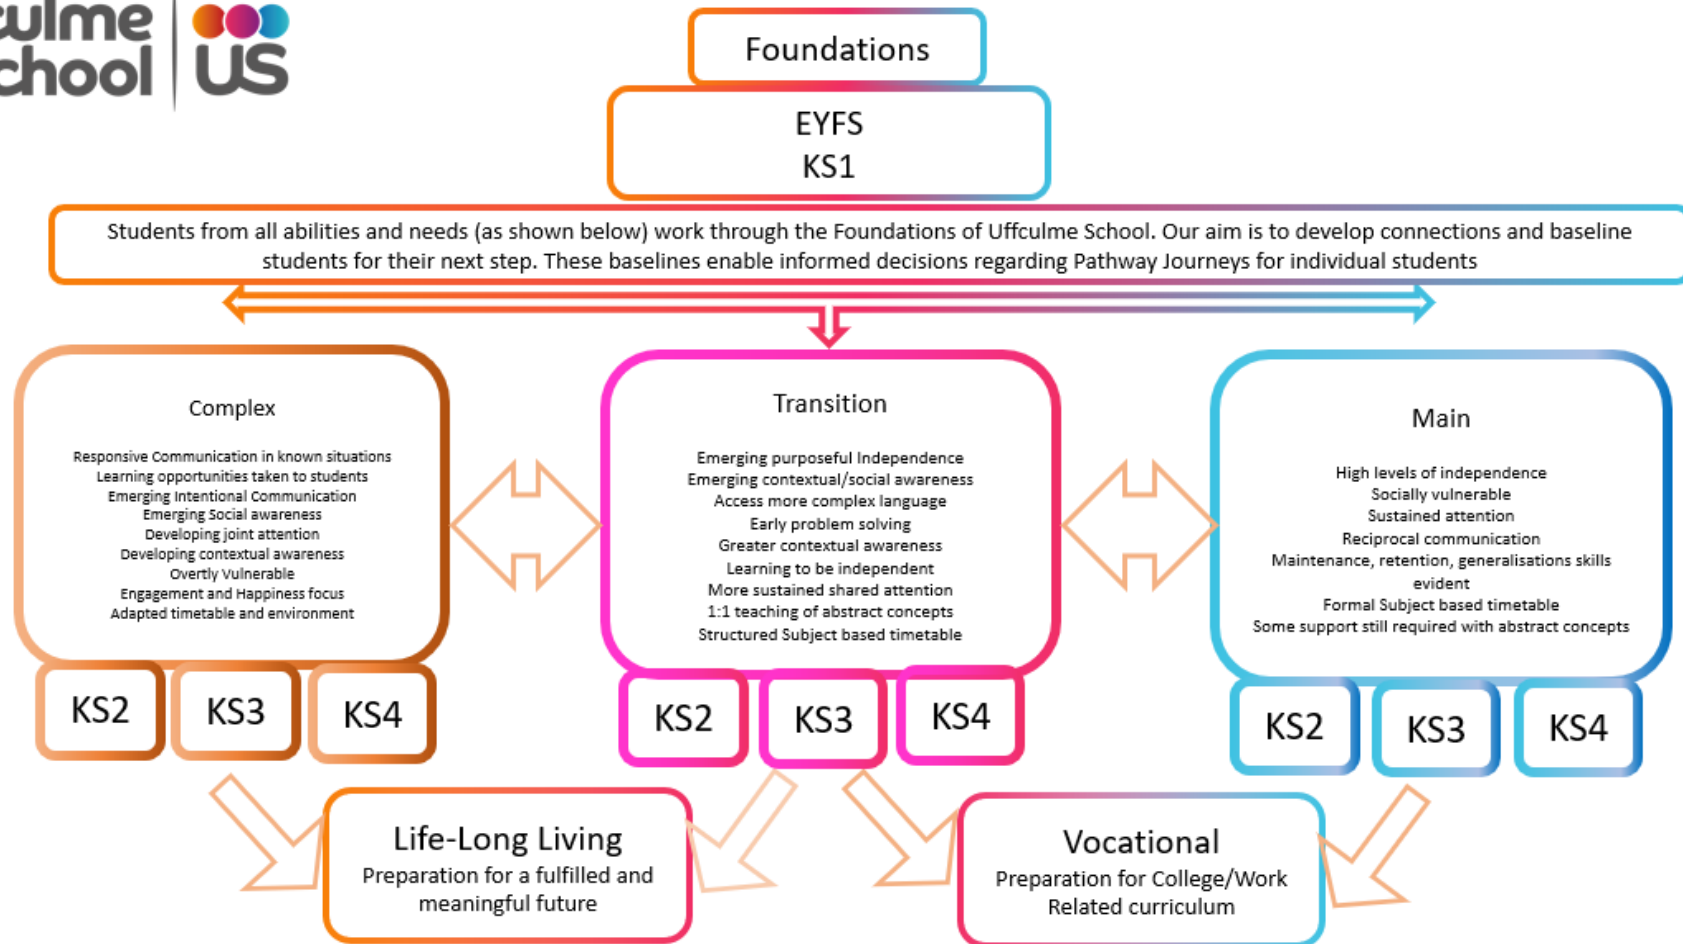 culme
chool
US
Foundations
EYFS
KS1
Students from all abilities and needs (as shown below) work through the Foundations of Uffculme School. Our aim is to develop connections and baseline
students for their next step. These baselines enable informed decisions regarding Pathway Journeys for individual students
Complex
Responsive Communication in known situations
Learning opportunities taken to students
Emerging Intentional Communication
Emerging Social awareness
Developing joint attention
Developing contextual awareness
Overtly Vulnerable
Engagement and Happiness focus
Adapted timetable and environment
KS2
KS3
KS4
Transition
Emerging purposeful Independence
Emerging contextual/social awareness
Access more complex language
Early problem solving
Greater contextual awareness
Learning to be independent
More sustained shared attention
1:1 teaching of abstract concepts
Structured Subject based timetable
KS2
KS3
KS4
Main
High levels of independence
Socially vulnerable
Sustained attention
Reciprocal communication
Maintenance, retention, generalisations skills
evident
Formal Subject based timetable
Some support still required with abstract concepts
KS2
KS3
KS4
Life-Long Living
Preparation for a fulfilled and
meaningful future
Vocational
Preparation for College/Work
Related curriculum